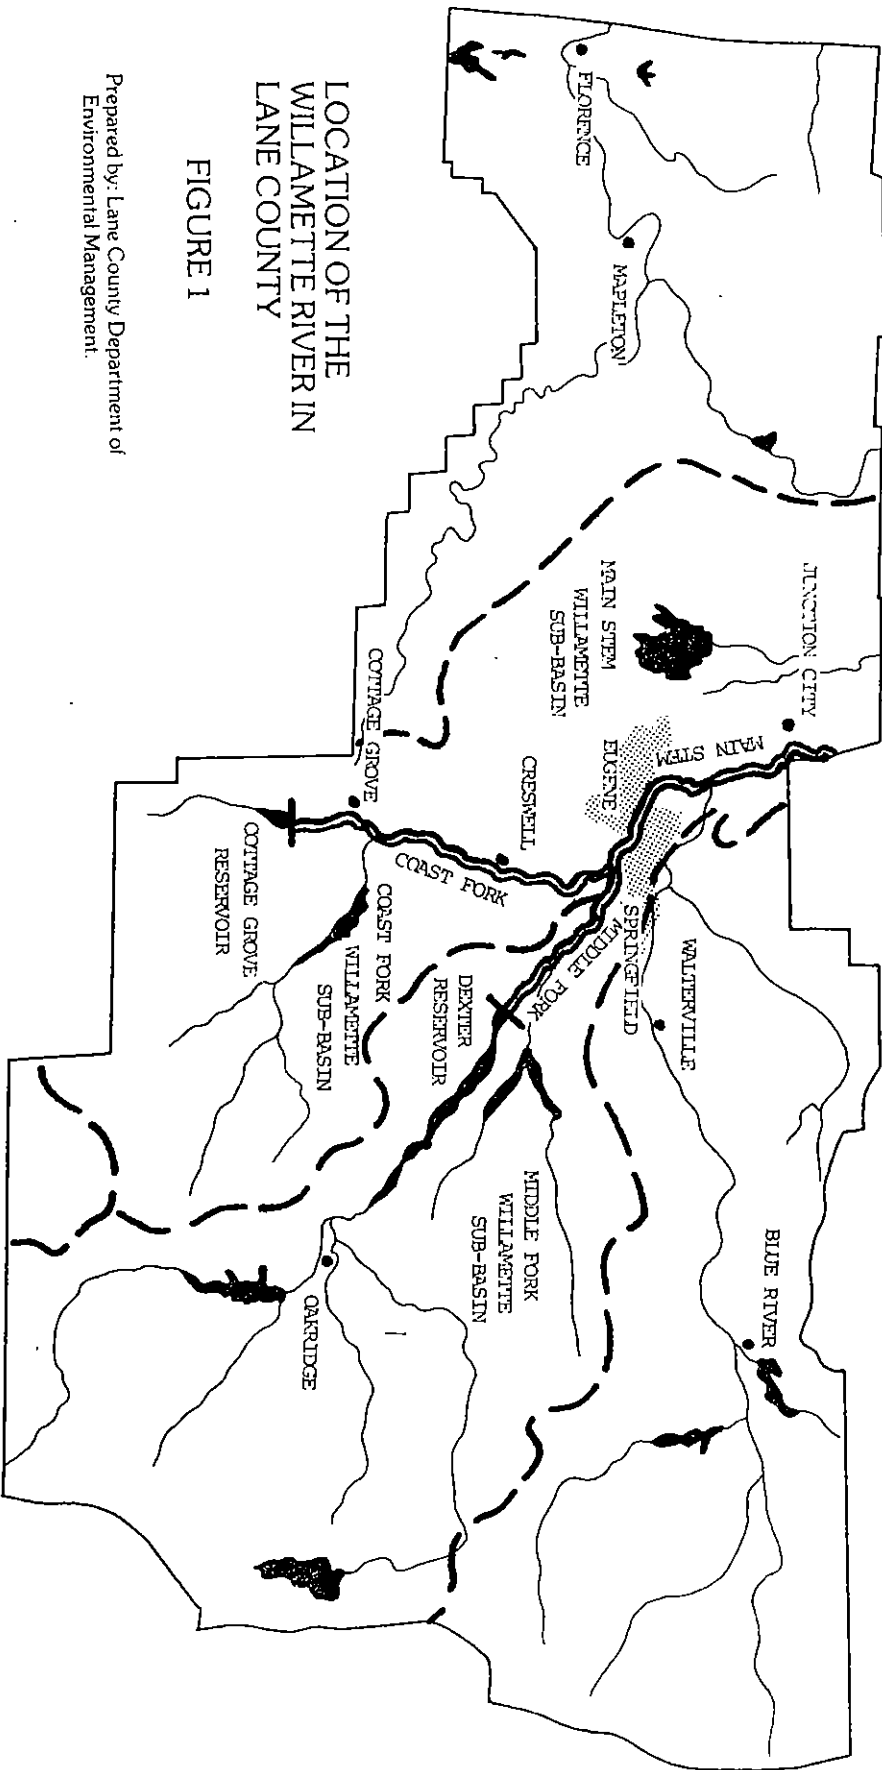 FLORENCE
MAPLETON
JUNCTION CITY
MAIN STEM
WILLAMETTE
SUB-BASIN
MAIN STEM
EUGENE
SPRINGFIELD
WALTERVILLE
BLUE RIVER
CRESWELL
COTTAGE GROVE
COAST FORK
MIDDLE FORK
COTTAGE GROVE
RESERVOIR
COAST FORK
WILLAMETTE
SUB-BASIN
DEXTER
RESERVOIR
MIDDLE FORK
WILLAMETTE
SUB-BASIN
OAKRIDGE
LOCATION OF THE
WILLAMETTE RIVER IN
LANE COUNTY
FIGURE 1
Prepared by: Lane County Department of
Environmental Management.